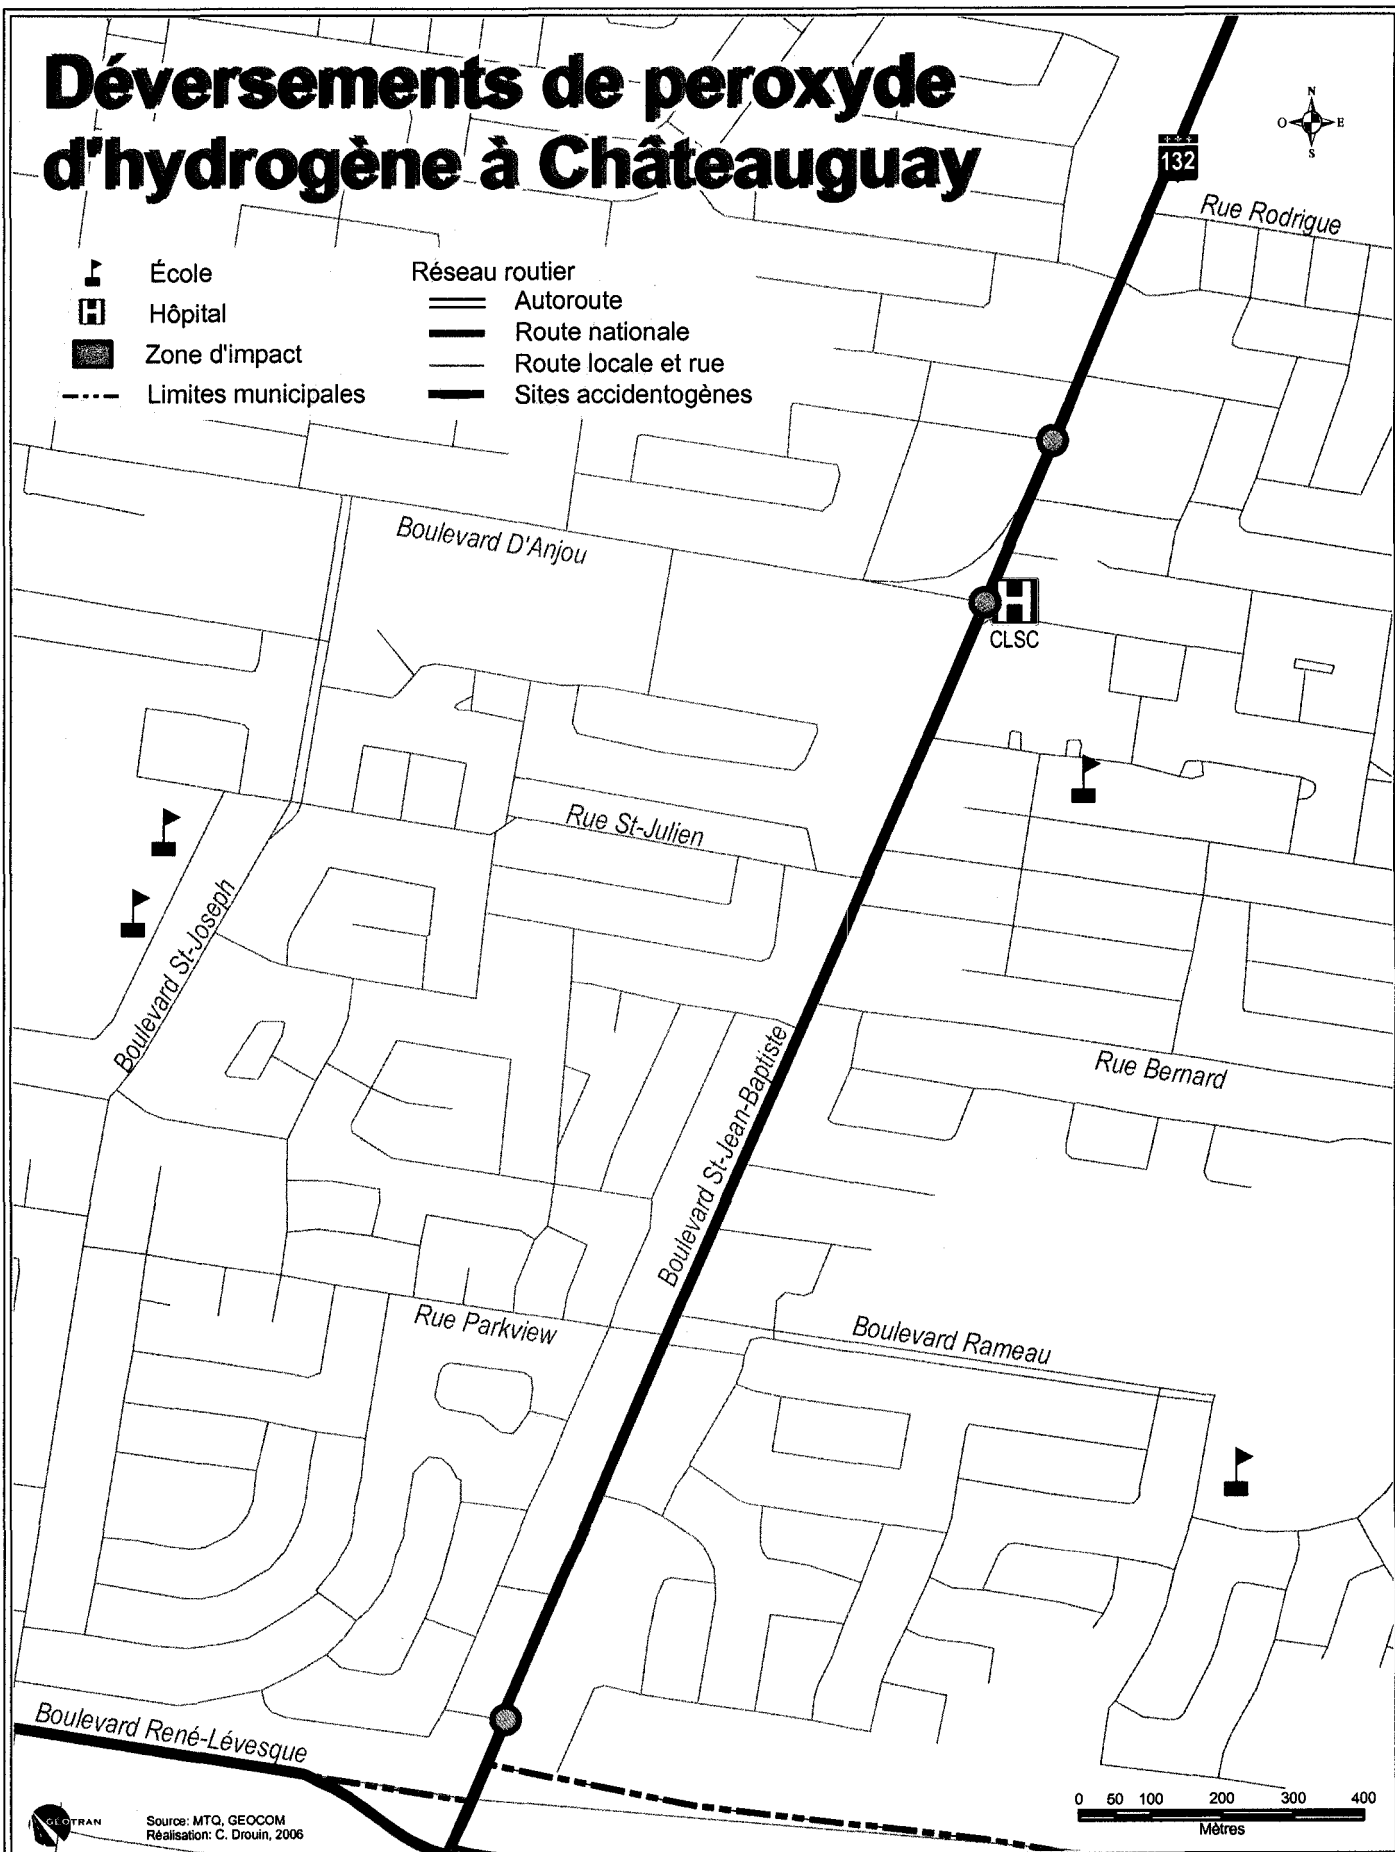 Déversements de peroxyde
d'hydrogène à Châteauguay
N
O E
S
132
Rue Rodrigue
École
Hôpital
Zone d'impact
Limites municipales
Réseau routier
Autoroute
Route nationale
Route locale et rue
Sites accidentogènes
Boulevard D'Anjou
H
CLSC
Rue St-Julien
Boulevard St-Joseph
Boulevard St-Jean-Baptiste
Rue Bernard
Rue Parkview
Boulevard Rameau
Boulevard René-Lévesque
GÉOTRAN
Source: MTQ, GEOCOM
Réalisation: C. Drouin, 2006
0 50 100 200 300 400
Mètres